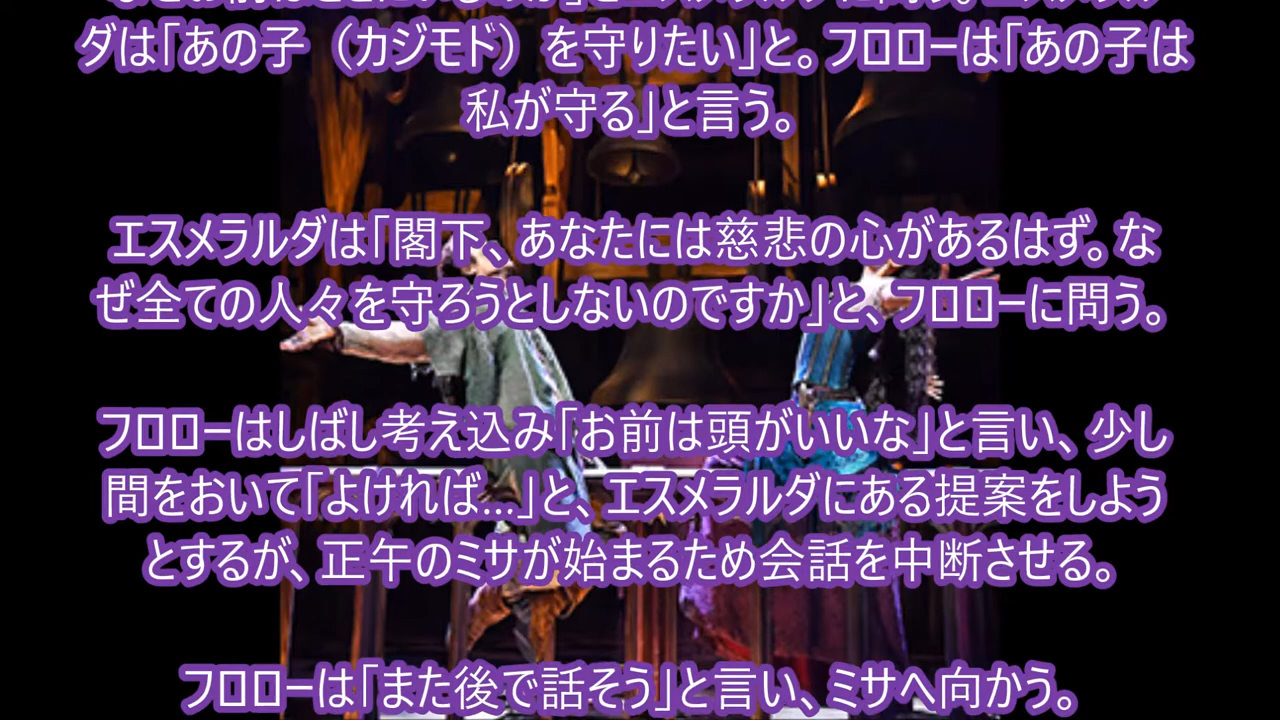 ダは「あの子（カジモド）を守りたい」と。フロローは「あの子は
私が守る」と言う。
エスメラルダは「閣下、あなたには慈悲の心があるはず。な
ぜ全ての人々を守ろうとしないのですか」と、フロローに問う。
フロローはしばし考え込み「お前は頭がいいな」と言い、少し
間をおいて「よければ…」と、エスメラルダにある提案をしよう
とするが、正午のミサが始まるため会話を中断させる。
フロローは「また後で話そう」と言い、ミサへ向かう。